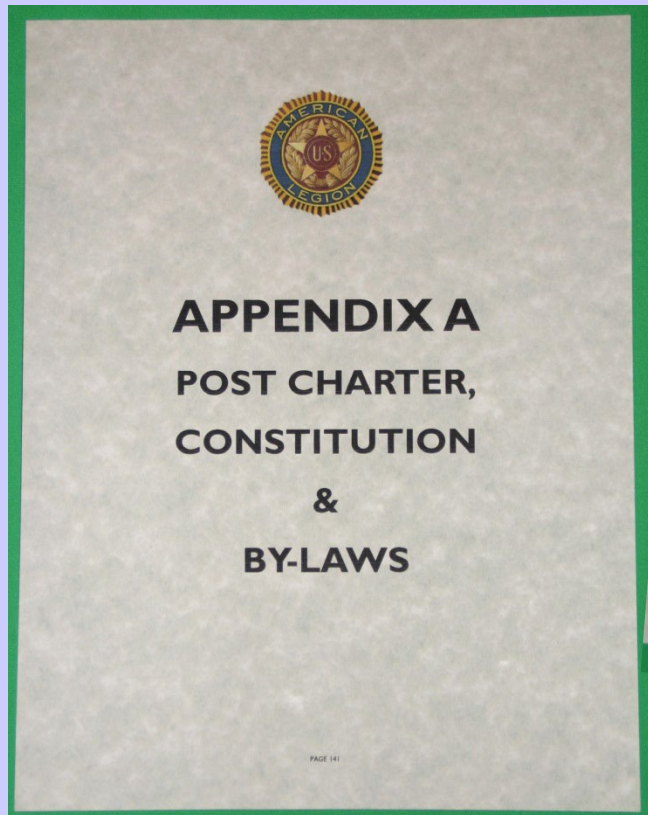 AMERICAN
US
LEGION
APPENDIX A
POST CHARTER,
CONSTITUTION
&
BY-LAWS
PAGE 141